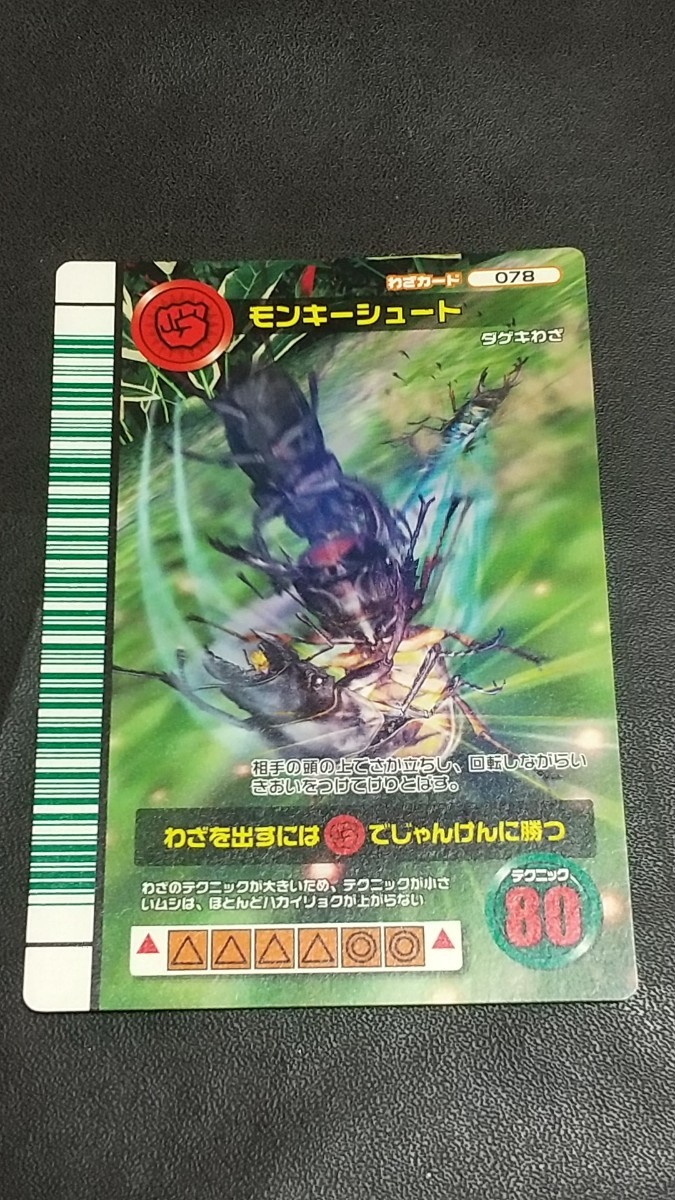 わざカード 078
モンキーシュート
ダゲキわざ
相手の頭の上でさか立ちし、回転しながらい
きおいをつけてけりとばす。
わざを出すには でじゃんけんに勝つ
わざのテクニックが大きいため、テクニックが小さ
いムシは、ほとんどハカイリョクが上がらない
テクニック
80